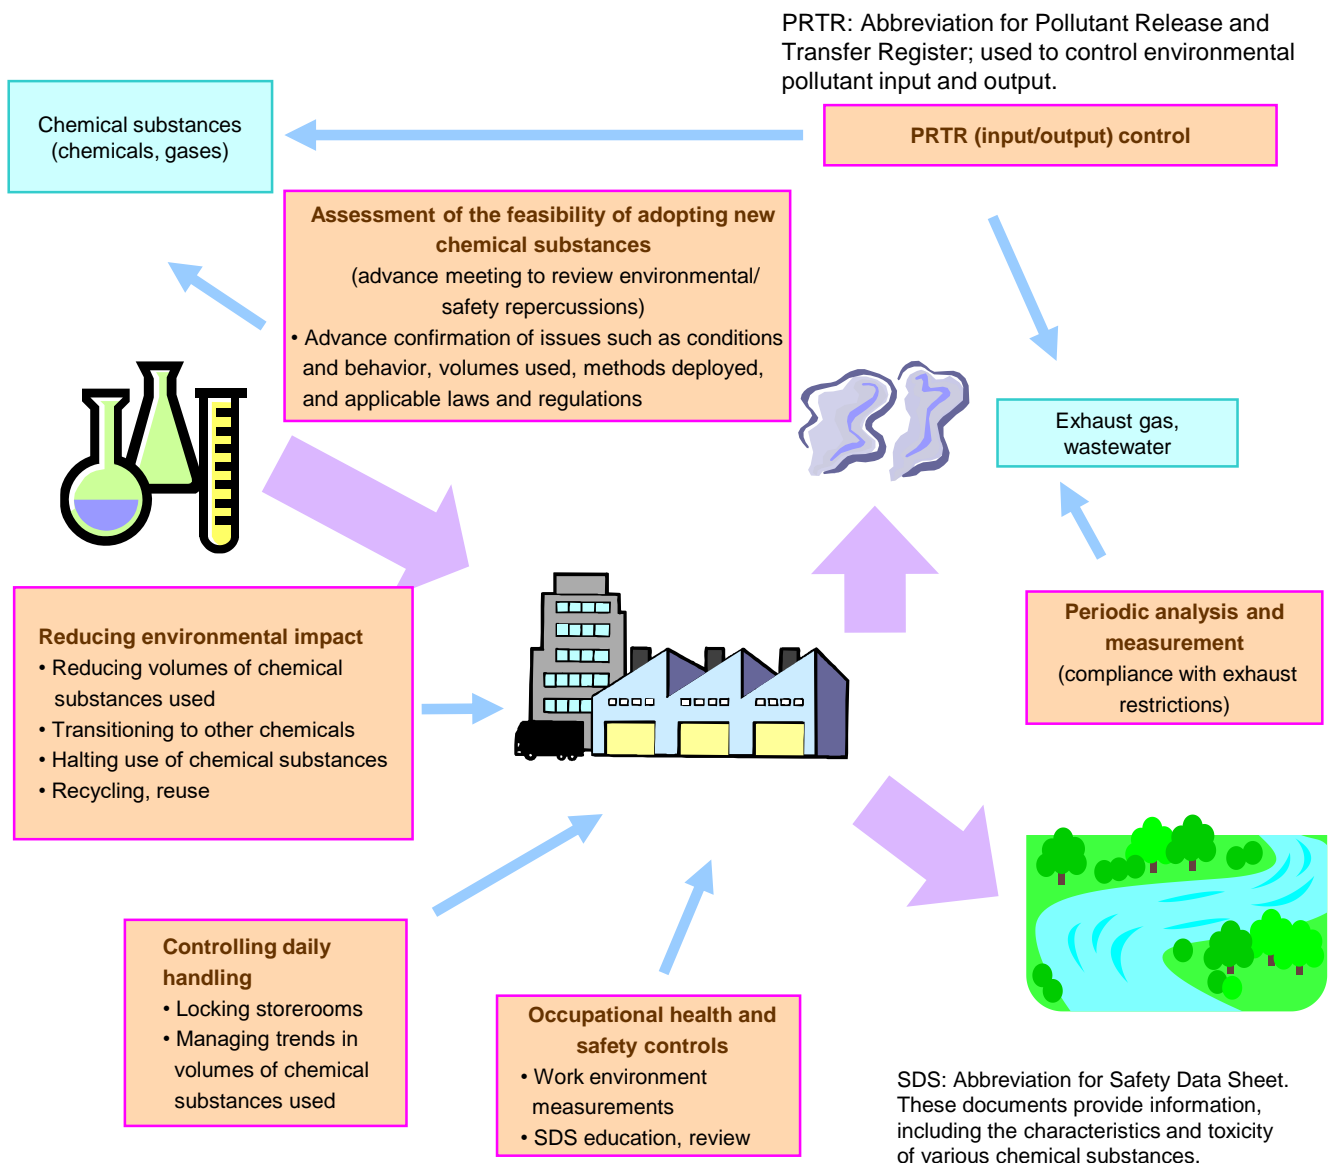 PRTR: Abbreviation for Pollutant Release and
Transfer Register; used to control environmental
pollutant input and output.
Chemical substances
(chemicals, gases)
PRTR (input/output) control
Assessment of the feasibility of adopting new
chemical substances
(advance meeting to review environmental/
safety repercussions)
• Advance confirmation of issues such as conditions
and behavior, volumes used, methods deployed,
and applicable laws and regulations
Exhaust gas,
wastewater
Periodic analysis and
measurement
(compliance with exhaust
restrictions)
Reducing environmental impact
• Reducing volumes of chemical
substances used
• Transitioning to other chemicals
• Halting use of chemical substances
• Recycling, reuse
Controlling daily
handling
• Locking storerooms
• Managing trends in
volumes of chemical
substances used
Occupational health and
safety controls
• Work environment
measurements
• SDS education, review
SDS: Abbreviation for Safety Data Sheet.
These documents provide information,
including the characteristics and toxicity
of various chemical substances.